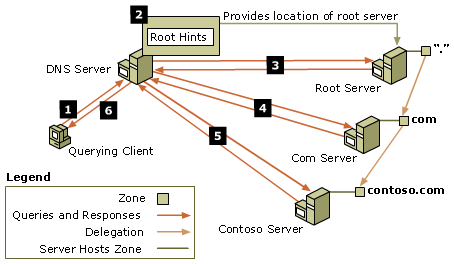 2
Provides location of root server
Root Hints
"."
DNS Server
3
Root Server
1
6
4
com
5
Querying Client
Com Server
contoso.com
Legend
Zone
Queries and Responses
Delegation
Server Hosts Zone
Contoso Server